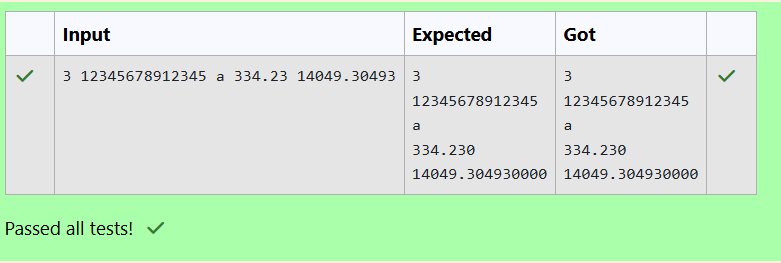 Input Expected Got
3 12345678912345 a 334.23 14049.30493 3 3
12345678912345 12345678912345
a a
334.230 334.230
14049.304930000 14049.304930000
Passed all tests!